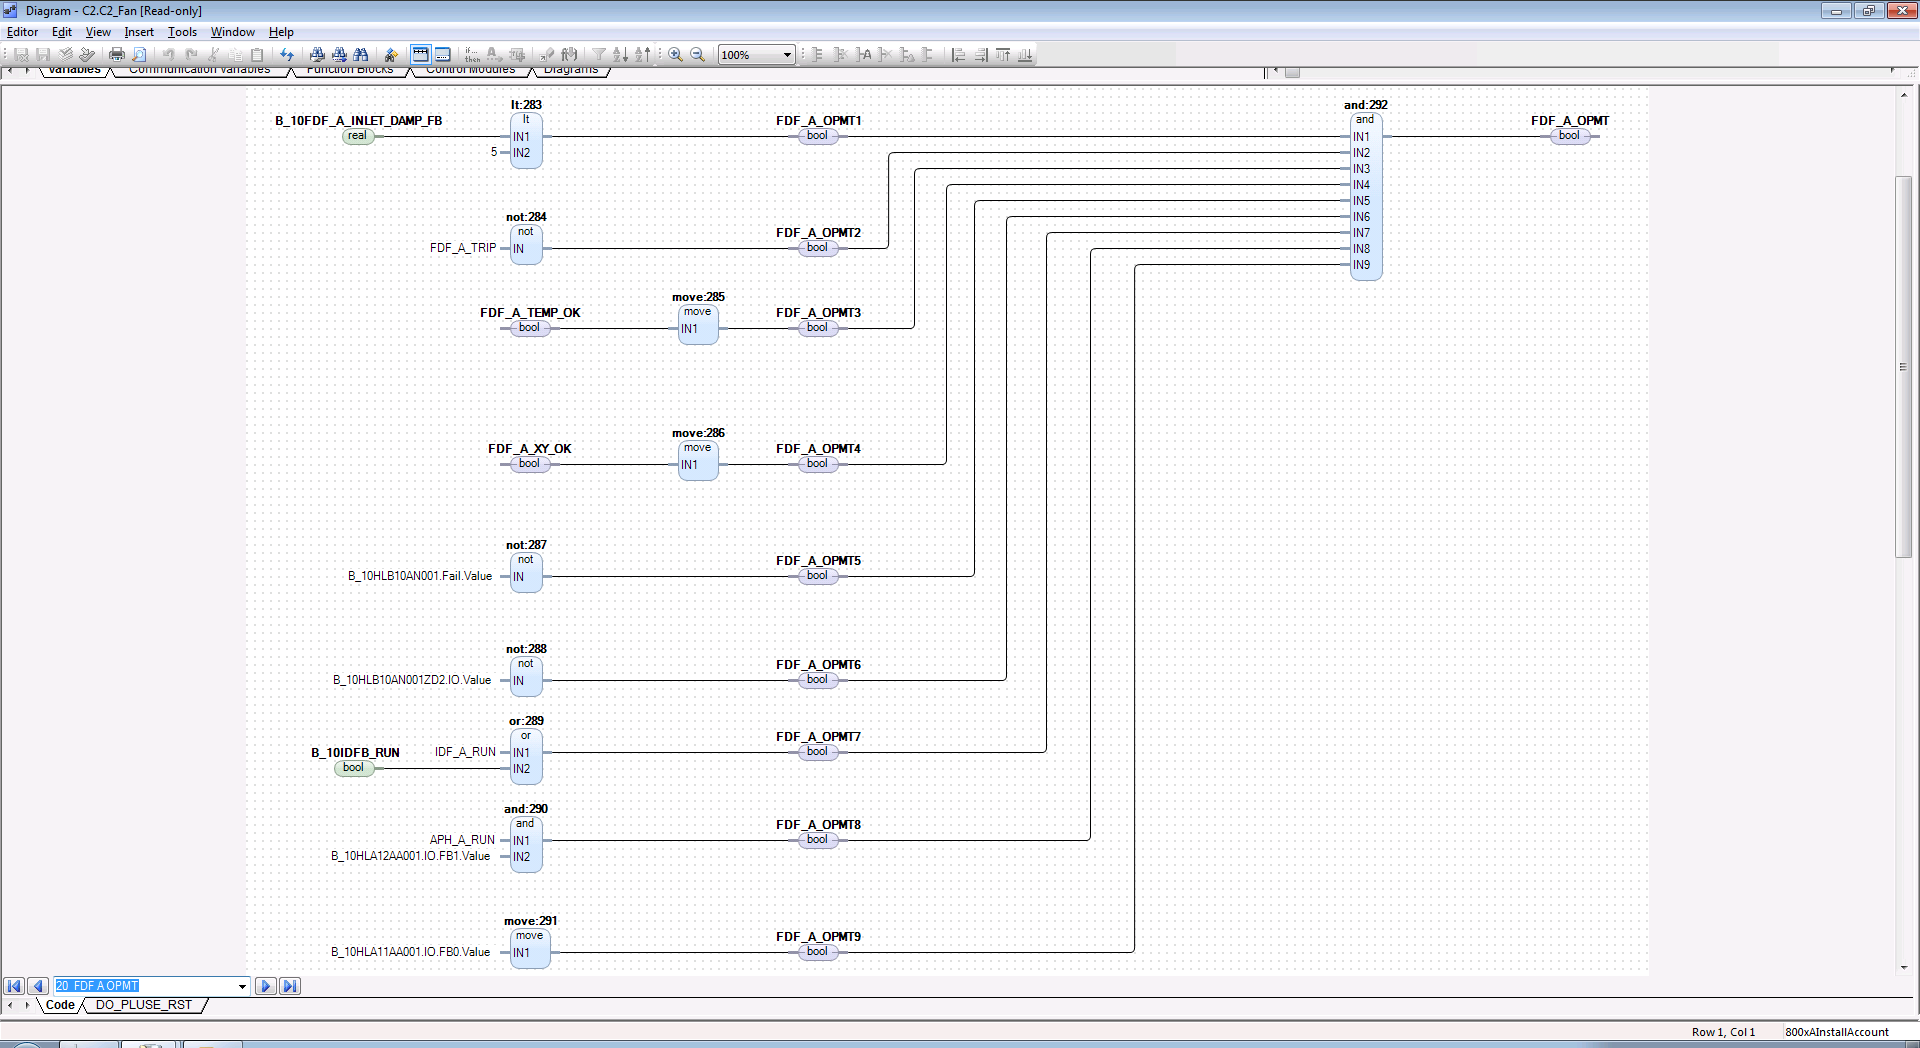 Diagram - C2.C2_Fan [Read-only]
Editor Edit View Insert Tools Window Help
if... then
100%
Variables Communication Variables Function Blocks Control Modules Diagrams
lt:283 and:292
B_10FDF_A_INLET_DAMP_FB lt FDF_A_OPMT1 and FDF_A_OPMT
real IN1 bool IN1 bool
5 IN2 IN2
IN3
IN4
IN5
not:284 IN6
not FDF_A_OPMT2 IN7
FDF_A_TRIP IN bool IN8
IN9
move:285
FDF_A_TEMP_OK move FDF_A_OPMT3
bool IN1 bool
move:286
FDF_A_XY_OK move FDF_A_OPMT4
bool IN1 bool
not:287
not FDF_A_OPMT5
B_10HLB10AN001.Fail.Value IN bool
not:288
not FDF_A_OPMT6
B_10HLB10AN001ZD2.IO.Value IN bool
or:289
or FDF_A_OPMT7
B_10IDFB_RUN IDF_A_RUN IN1 bool
bool IN2
and:290
and FDF_A_OPMT8
APH_A_RUN IN1 bool
B_10HLA12AA001.IO.FB1.Value IN2
move:291
move FDF_A_OPMT9
B_10HLA11AA001.IO.FB0.Value IN1 bool
20 FDF A OPMT
Code DO_PLUSE_RST
Row 1, Col 1 800xAInstallAccount